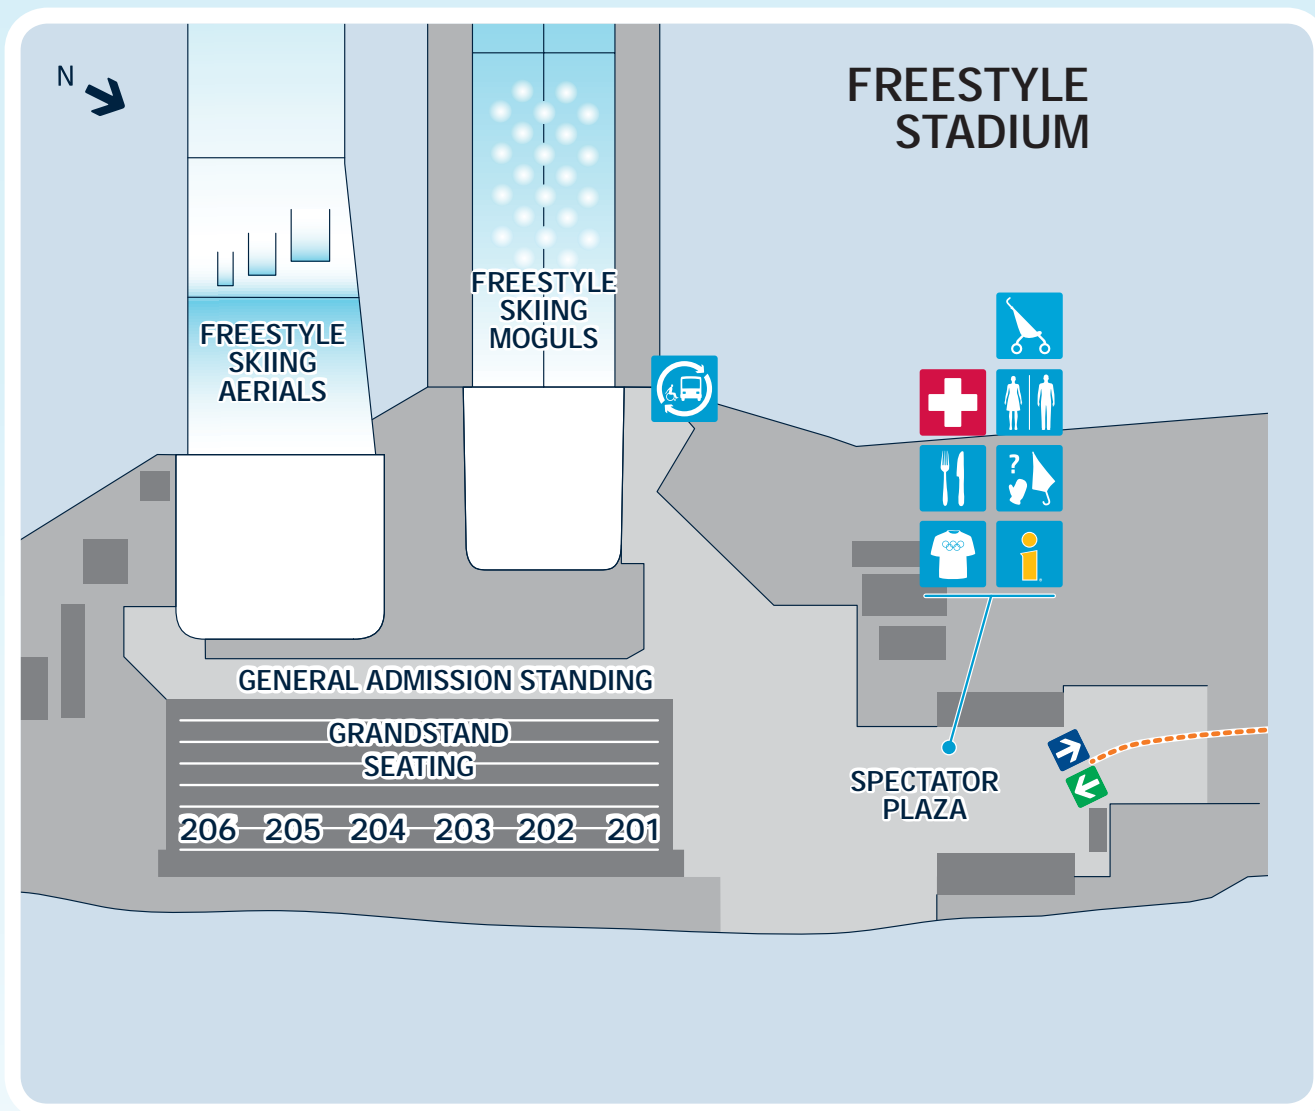 N
FREESTYLE
STADIUM
FREESTYLE
SKIING
MOGULS
FREESTYLE
SKIING
AERIALS
?
i
GENERAL ADMISSION STANDING
GRANDSTAND
SEATING
SPECTATOR
PLAZA
206 205 204 203 202 201